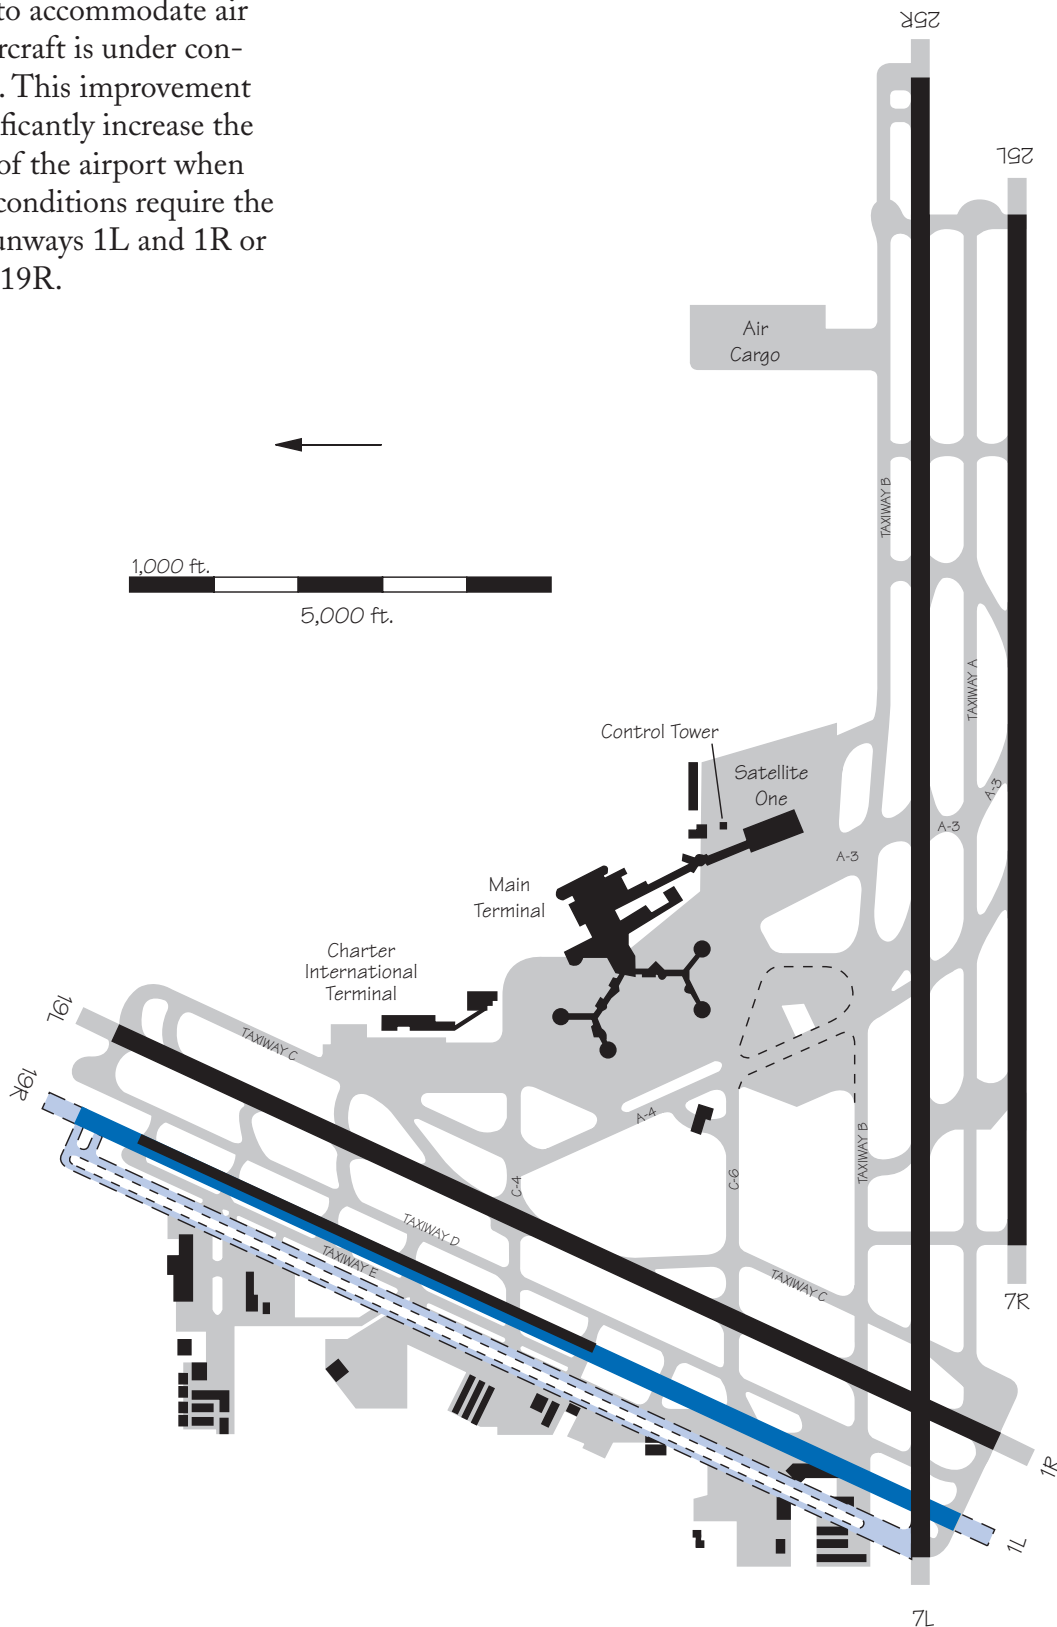 to accommodate air
rcraft is under con-
. This improvement
ficantly increase the
of the airport when
conditions require the
unways 1L and 1R or
19R.
25R
25L
Air
Cargo
TAXIWAY B
1,000 ft.
5,000 ft.
TAXIWAY A
Control Tower
Satellite
One
A-3
A-3
A-3
Main
Terminal
Charter
International
Terminal
19L
TAXIWAY C
19R
A-4
TAXIWAY B
C-4
C-6
TAXIWAY D
TAXIWAY E
TAXIWAY C
7R
1R
1L
7L